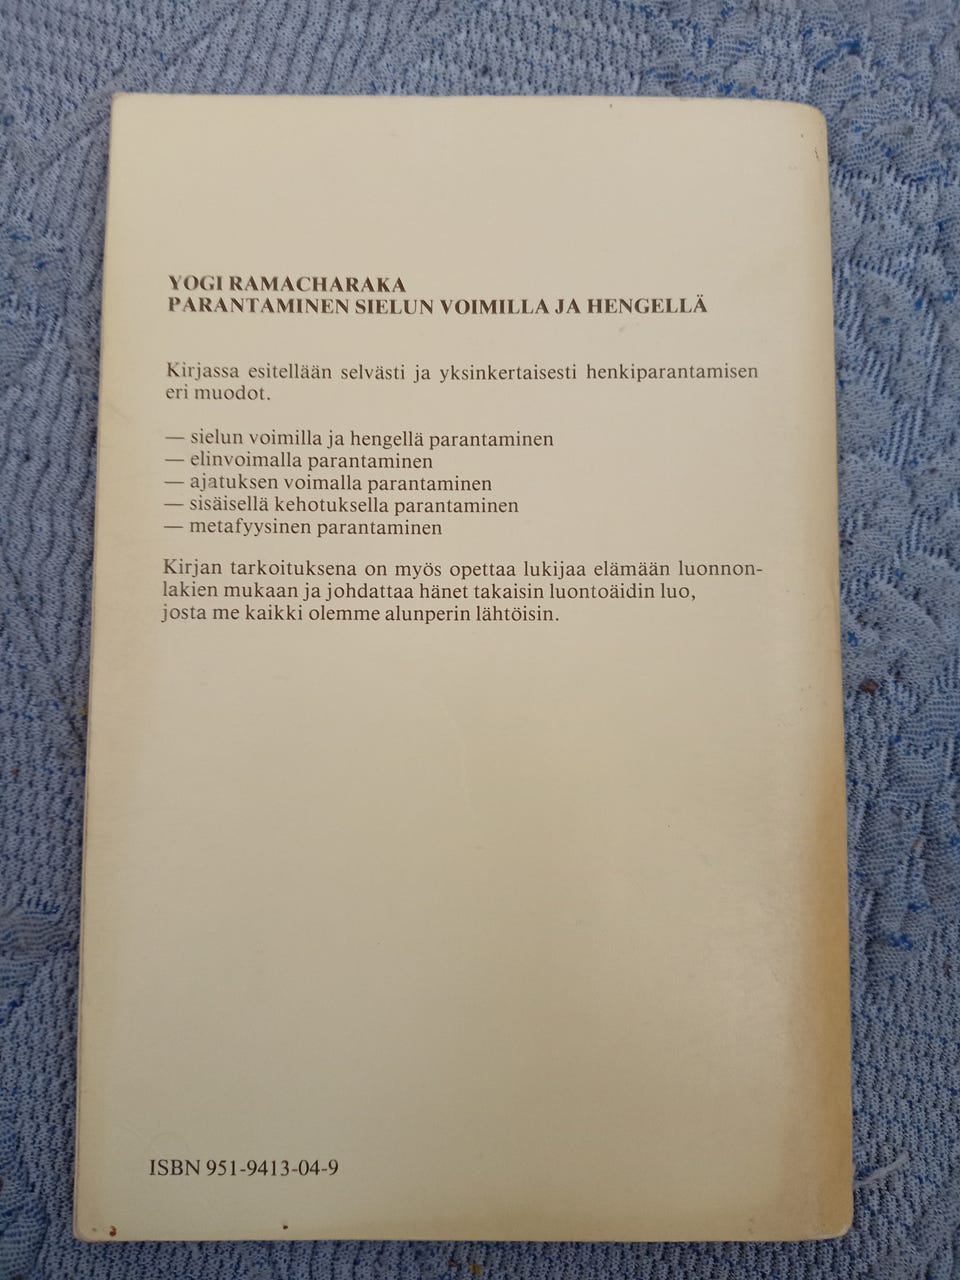 YOGI RAMACHARAKA
PARANTAMINEN SIELUN VOIMILLA JA HENGELLÄ
Kirjassa esitellään selvästi ja yksinkertaisesti henkiparantamisen
eri muodot.
— sielun voimilla ja hengellä parantaminen
— elinvoimalla parantaminen
— ajatuksen voimalla parantaminen
— sisäisellä kehotuksella parantaminen
— metafyysinen parantaminen
Kirjan tarkoituksena on myös opettaa lukijaa elämään luonnon-
lakien mukaan ja johdattaa hänet takaisin luontoäidin luo,
josta me kaikki olemme alunperin lähtöisin.
ISBN 951-9413-04-9